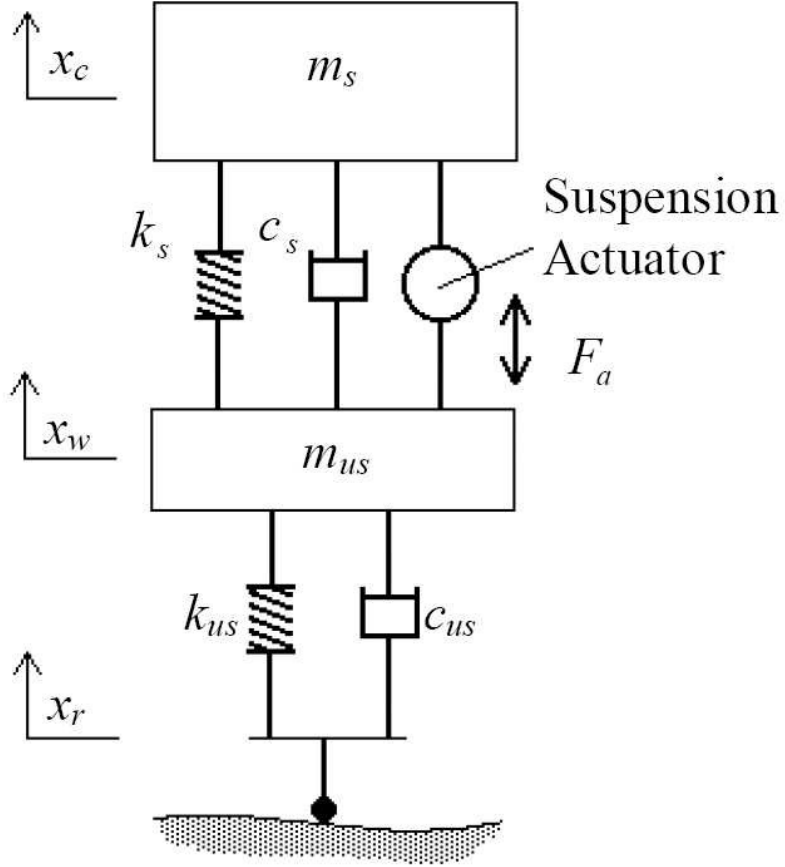 x_c
m_s
Suspension
Actuator
k_s
c_s
F_a
x_w
m_us
k_us
c_us
x_r